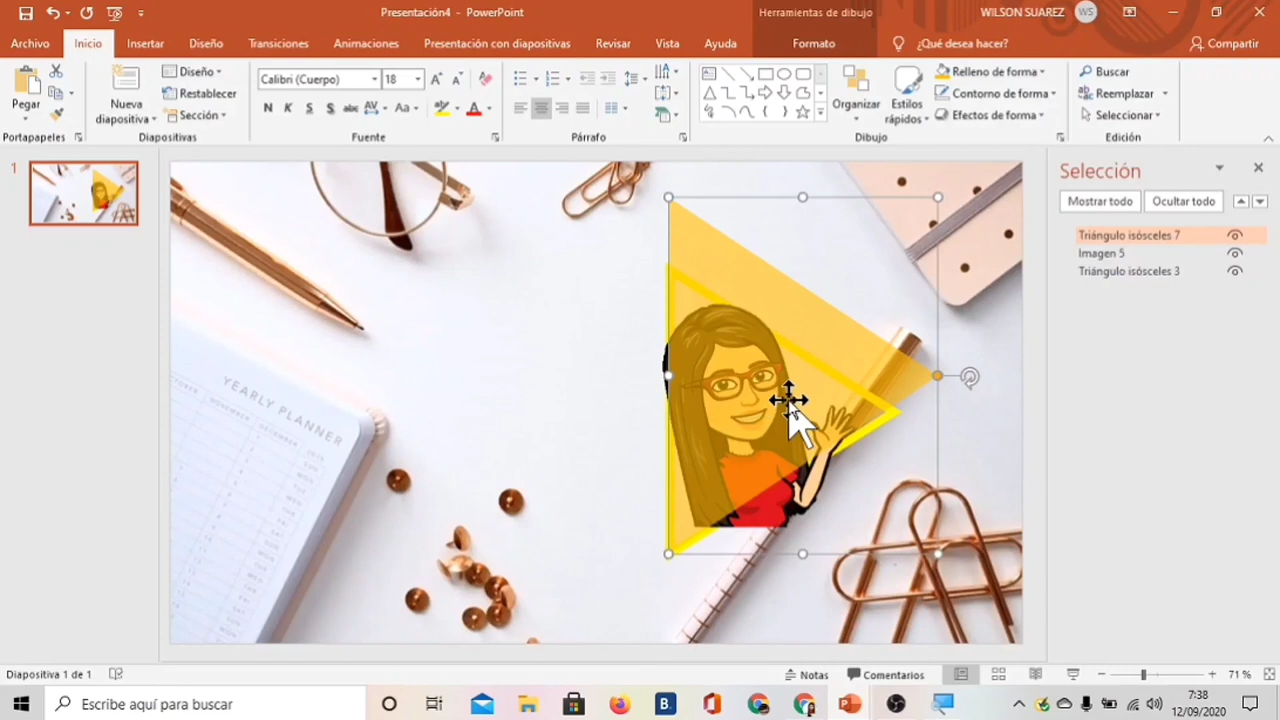 Presentación4 - PowerPoint
Herramientas de dibujo
WILSON SUAREZ
WS
Archivo
Inicio
Insertar
Diseño
Transiciones
Animaciones
Presentación con diapositivas
Revisar
Vista
Ayuda
Formato
¿Qué desea hacer?
Compartir
Pegar
Nueva
diapositiva
Diseño
Restablecer
Sección
Calibri (Cuerpo)
18
N
K
S
S
abc
AV
Aa
A
Organizar
Estilos
rápidos
Relleno de forma
Contorno de forma
Efectos de forma
Buscar
Reemplazar
Seleccionar
Portapapeles
Diapositivas
Fuente
Párrafo
Dibujo
Edición
1
Selección
Mostrar todo
Ocultar todo
Triángulo isósceles 7
Imagen 5
Triángulo isósceles 3
YEARLY PLANNER
Diapositiva 1 de 1
Notas
Comentarios
71 %
Escribe aquí para buscar
B.
7:38
12/09/2020